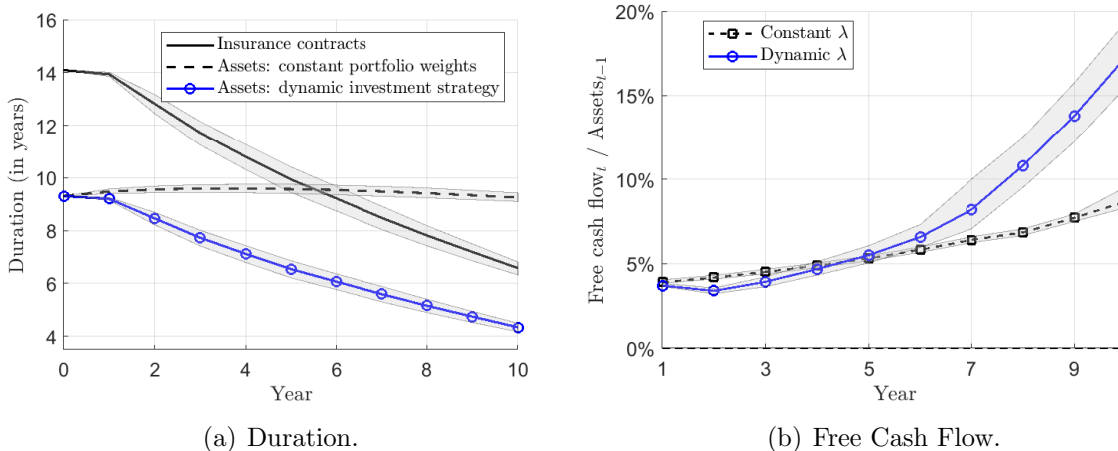 16
14
12
10
8
6
4
0 2 4 6 8 10
Duration (in years)
Year
Insurance contracts
Assets: constant portfolio weights
Assets: dynamic investment strategy
(a) Duration.
20%
15%
10%
5%
0%
1 3 5 7 9
Free cash flow_t / Assets_{t−1}
Year
Constant λ
Dynamic λ
(b) Free Cash Flow.